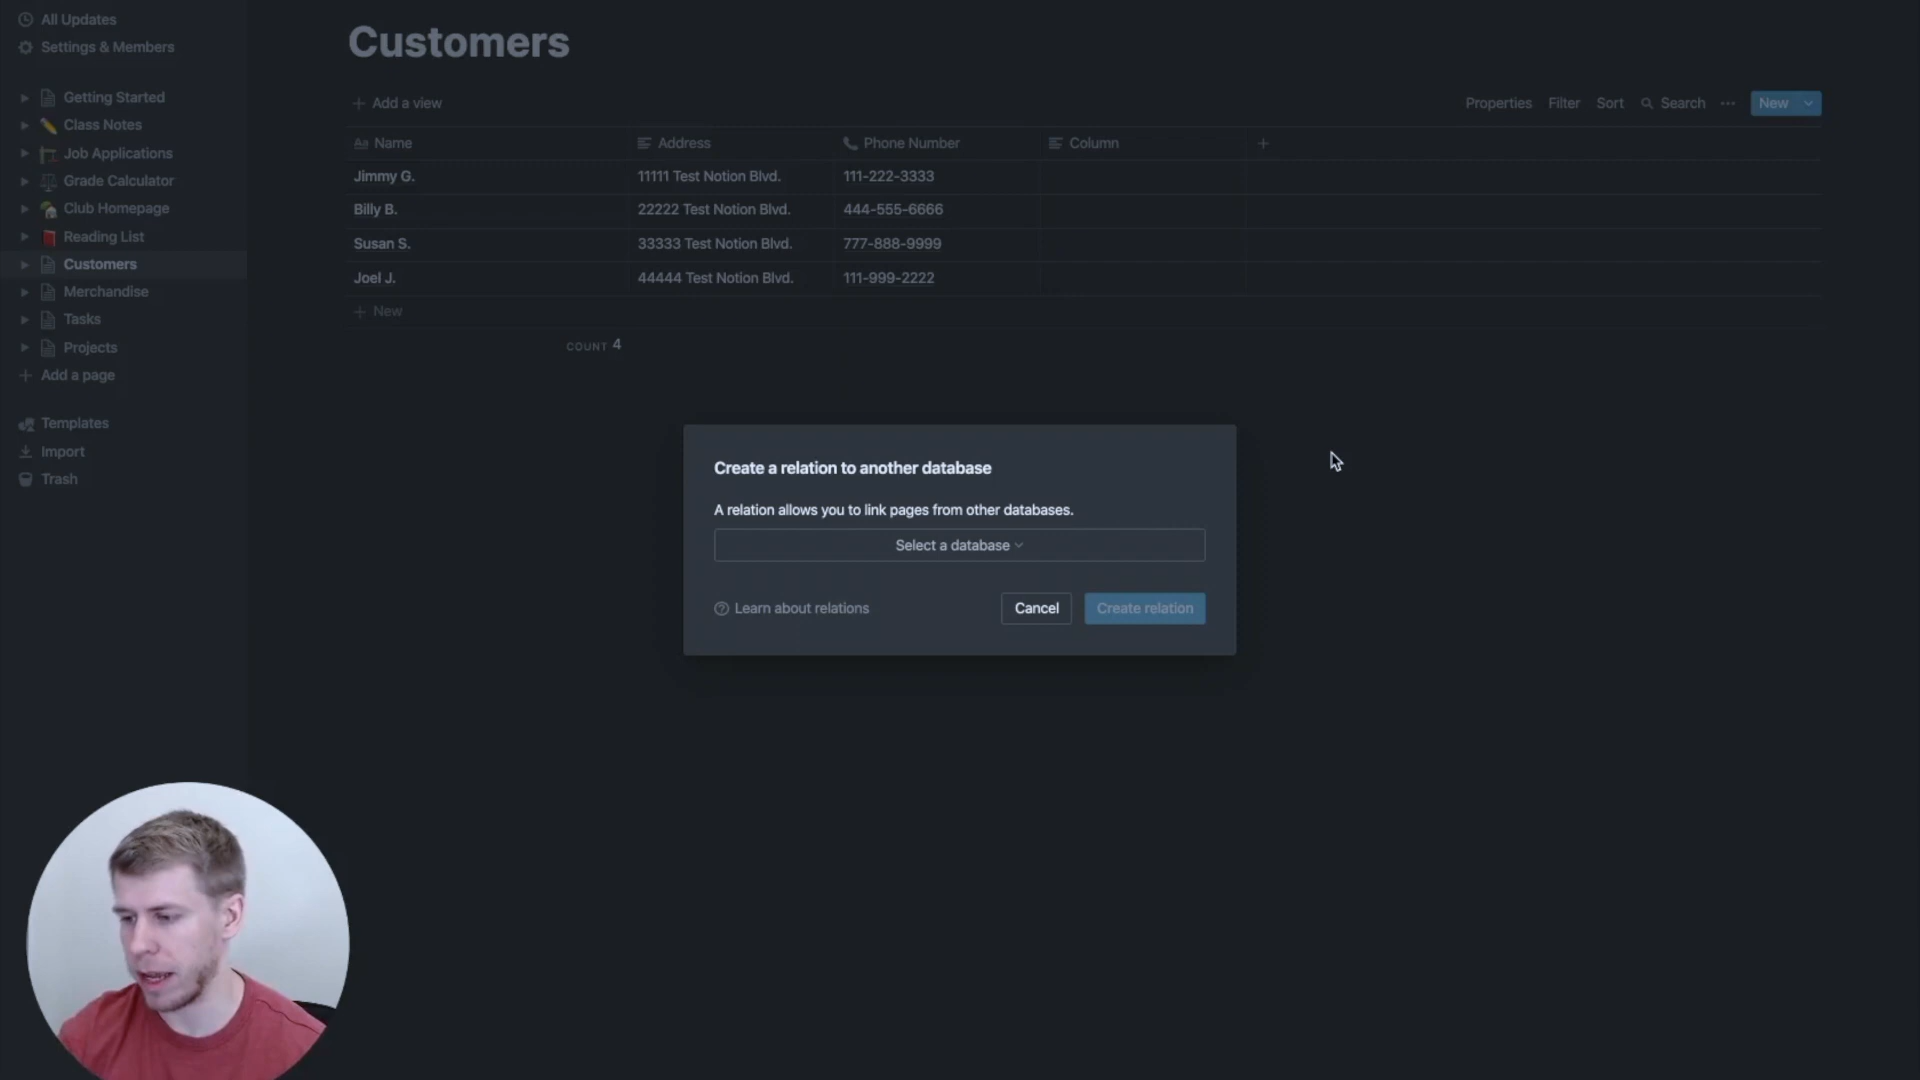 All Updates
Settings & Members
Getting Started
Class Notes
Job Applications
Grade Calculator
Club Homepage
Reading List
Customers
Merchandise
Tasks
Projects
Add a page
Templates
Import
Trash
Customers
Add a view
Properties Filter Sort Search ... New
Aa Name Address Phone Number Column +
Jimmy G. 11111 Test Notion Blvd. 111-222-3333
Billy B. 22222 Test Notion Blvd. 444-555-6666
Susan S. 33333 Test Notion Blvd. 777-888-9999
Joel J. 44444 Test Notion Blvd. 111-999-2222
+ New
COUNT 4
Create a relation to another database
A relation allows you to link pages from other databases.
Select a database
Learn about relations Cancel Create relation